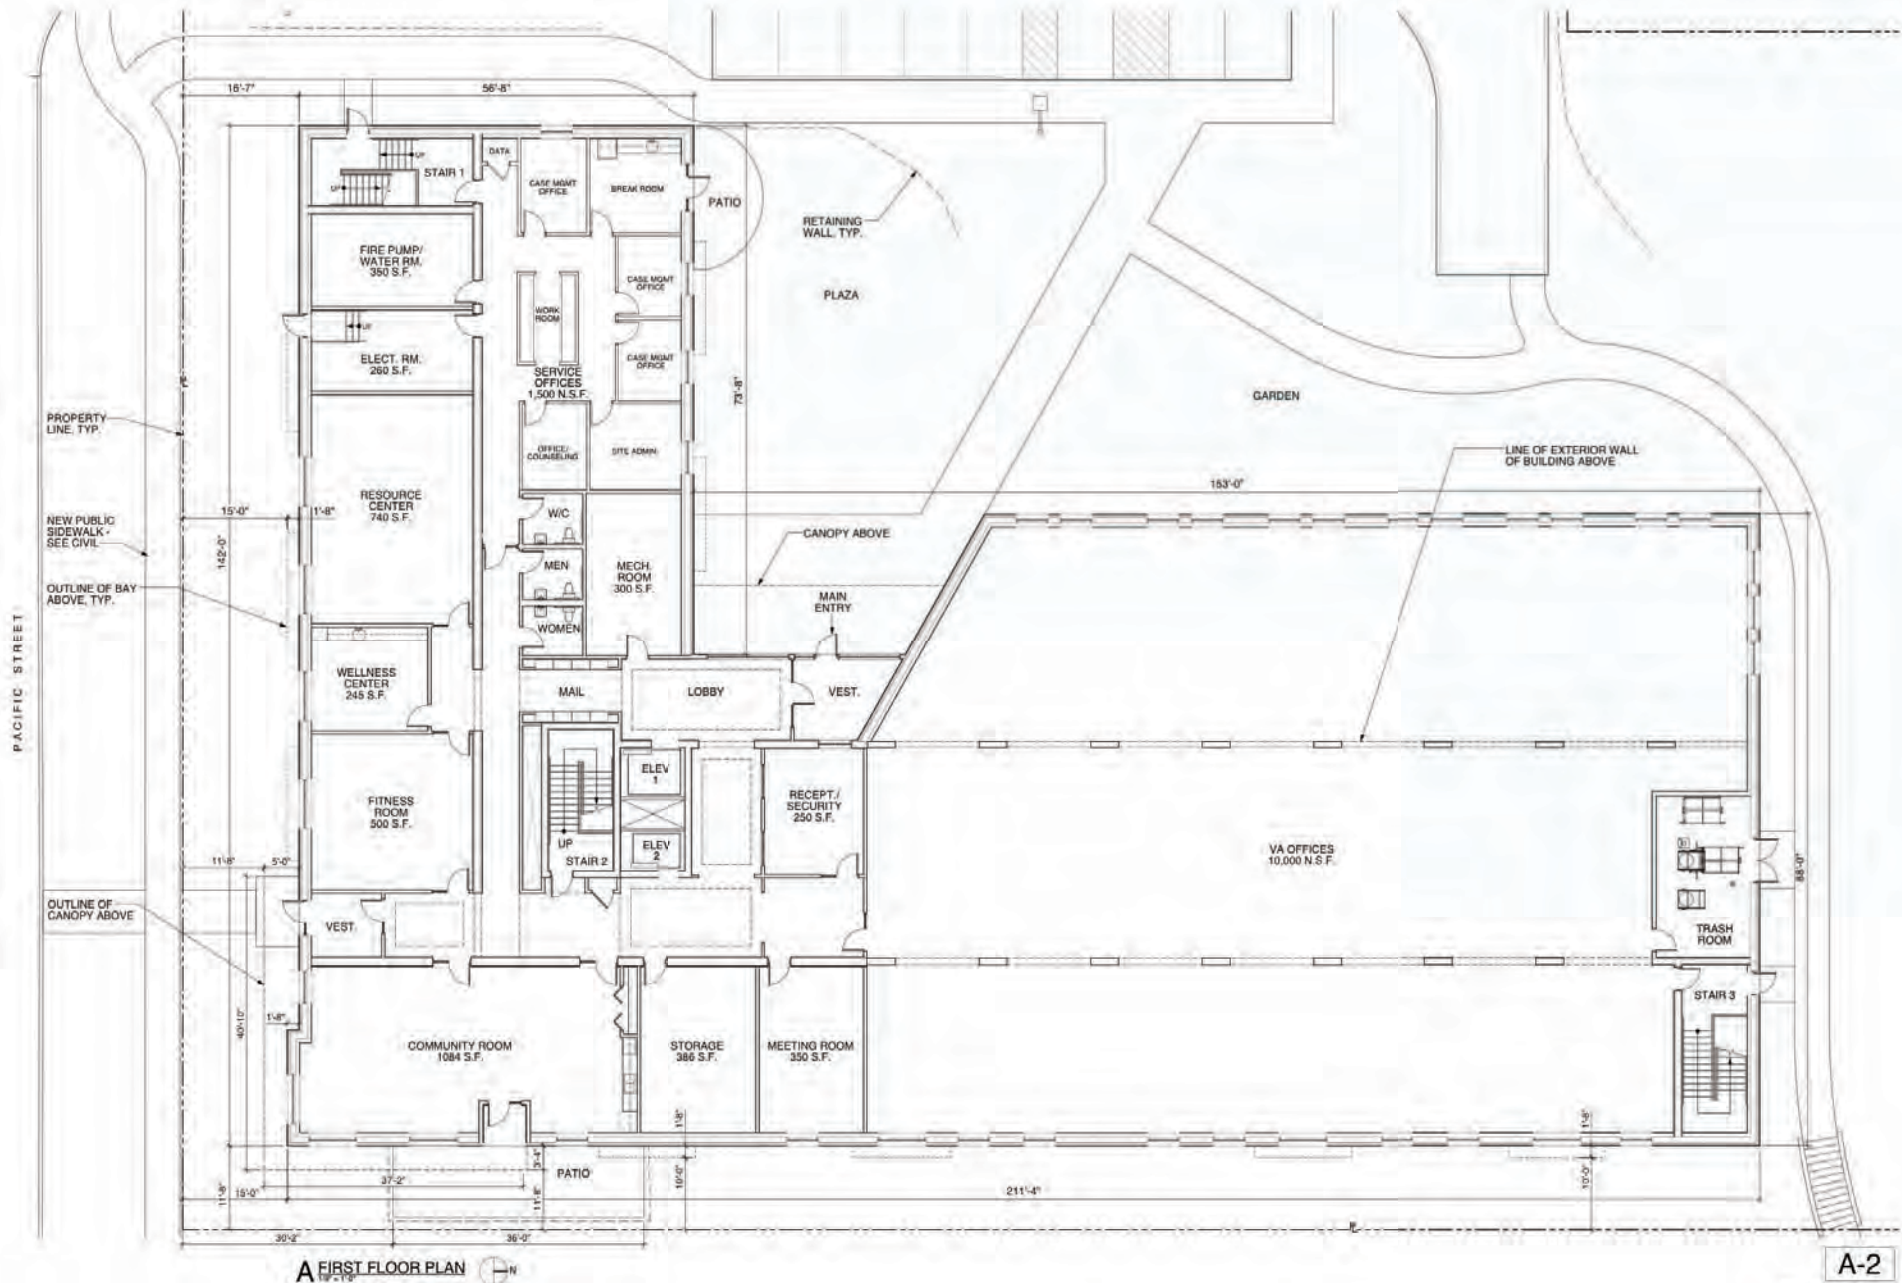 16'-7"
56'-8"
UP
STAIR 1
DATA
CASE MGMT
OFFICE
BREAK ROOM
UP
PATIO
RETAINING
WALL, TYP.
FIRE PUMP/
WATER RM.
350 S.F.
CASE MGMT
OFFICE
PLAZA
WORK
ROOM
UP
ELECT. RM.
260 S.F.
CASE MGMT
OFFICE
SERVICE
OFFICES
1,500 N.S.F.
73'-8"
GARDEN
PROPERTY
LINE, TYP.
OFFICE/
COUNSELING
SITE ADMIN.
LINE OF EXTERIOR WALL
OF BUILDING ABOVE
153'-0"
RESOURCE
CENTER
740 S.F.
15'-0"
1'-8"
NEW PUBLIC
SIDEWALK -
SEE CIVIL
142'-0"
W/C
CANOPY ABOVE
MEN
MECH.
ROOM
300 S.F.
OUTLINE OF BAY
ABOVE, TYP.
MAIN
ENTRY
WOMEN
PACIFIC STREET
WELLNESS
CENTER
245 S.F.
MAIL
LOBBY
VEST.
ELEV
1
FITNESS
ROOM
500 S.F.
RECEPT./
SECURITY
250 S.F.
UP
STAIR 2
ELEV
2
VA OFFICES
10,000 N.S.F.
88'-0"
11'-8"
5'-0"
OUTLINE OF
CANOPY ABOVE
VEST.
TRASH
ROOM
STAIR 3
1'-8"
40'-10"
COMMUNITY ROOM
1084 S.F.
STORAGE
386 S.F.
MEETING ROOM
350 S.F.
1'-8"
1'-8"
3'-4"
PATIO
37'-2"
10'-0"
10'-0"
11'-8"
15'-0"
11'-8"
211'-4"
30'-2"
36'-0"
A FIRST FLOOR PLAN
1/8" = 1'-0"
N
A-2